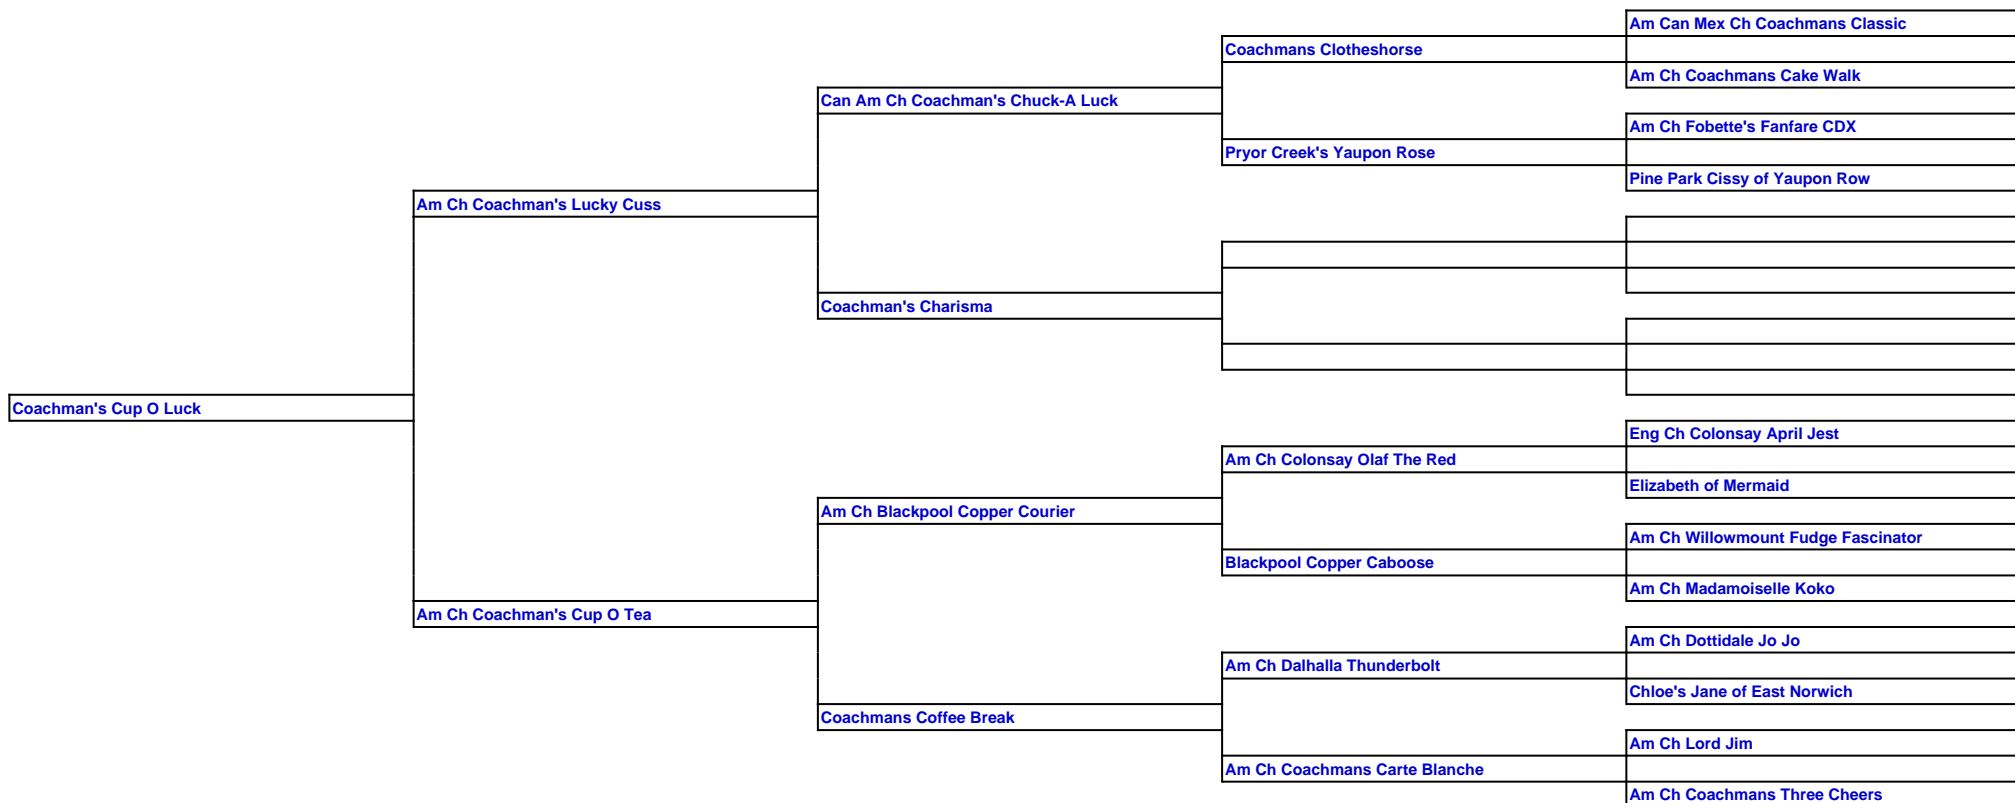 Am Can Mex Ch Coachmans Classic
Coachmans Clotheshorse
Am Ch Coachmans Cake Walk
Can Am Ch Coachman's Chuck-A Luck
Am Ch Fobette's Fanfare CDX
Pryor Creek's Yaupon Rose
Pine Park Cissy of Yaupon Row
Am Ch Coachman's Lucky Cuss
Coachman's Charisma
Coachman's Cup O Luck
Eng Ch Colonsay April Jest
Am Ch Colonsay Olaf The Red
Elizabeth of Mermaid
Am Ch Blackpool Copper Courier
Am Ch Willowmount Fudge Fascinator
Blackpool Copper Caboose
Am Ch Madamoiselle Koko
Am Ch Coachman's Cup O Tea
Am Ch Dottidale Jo Jo
Am Ch Dalhalla Thunderbolt
Chloe's Jane of East Norwich
Coachmans Coffee Break
Am Ch Lord Jim
Am Ch Coachmans Carte Blanche
Am Ch Coachmans Three Cheers